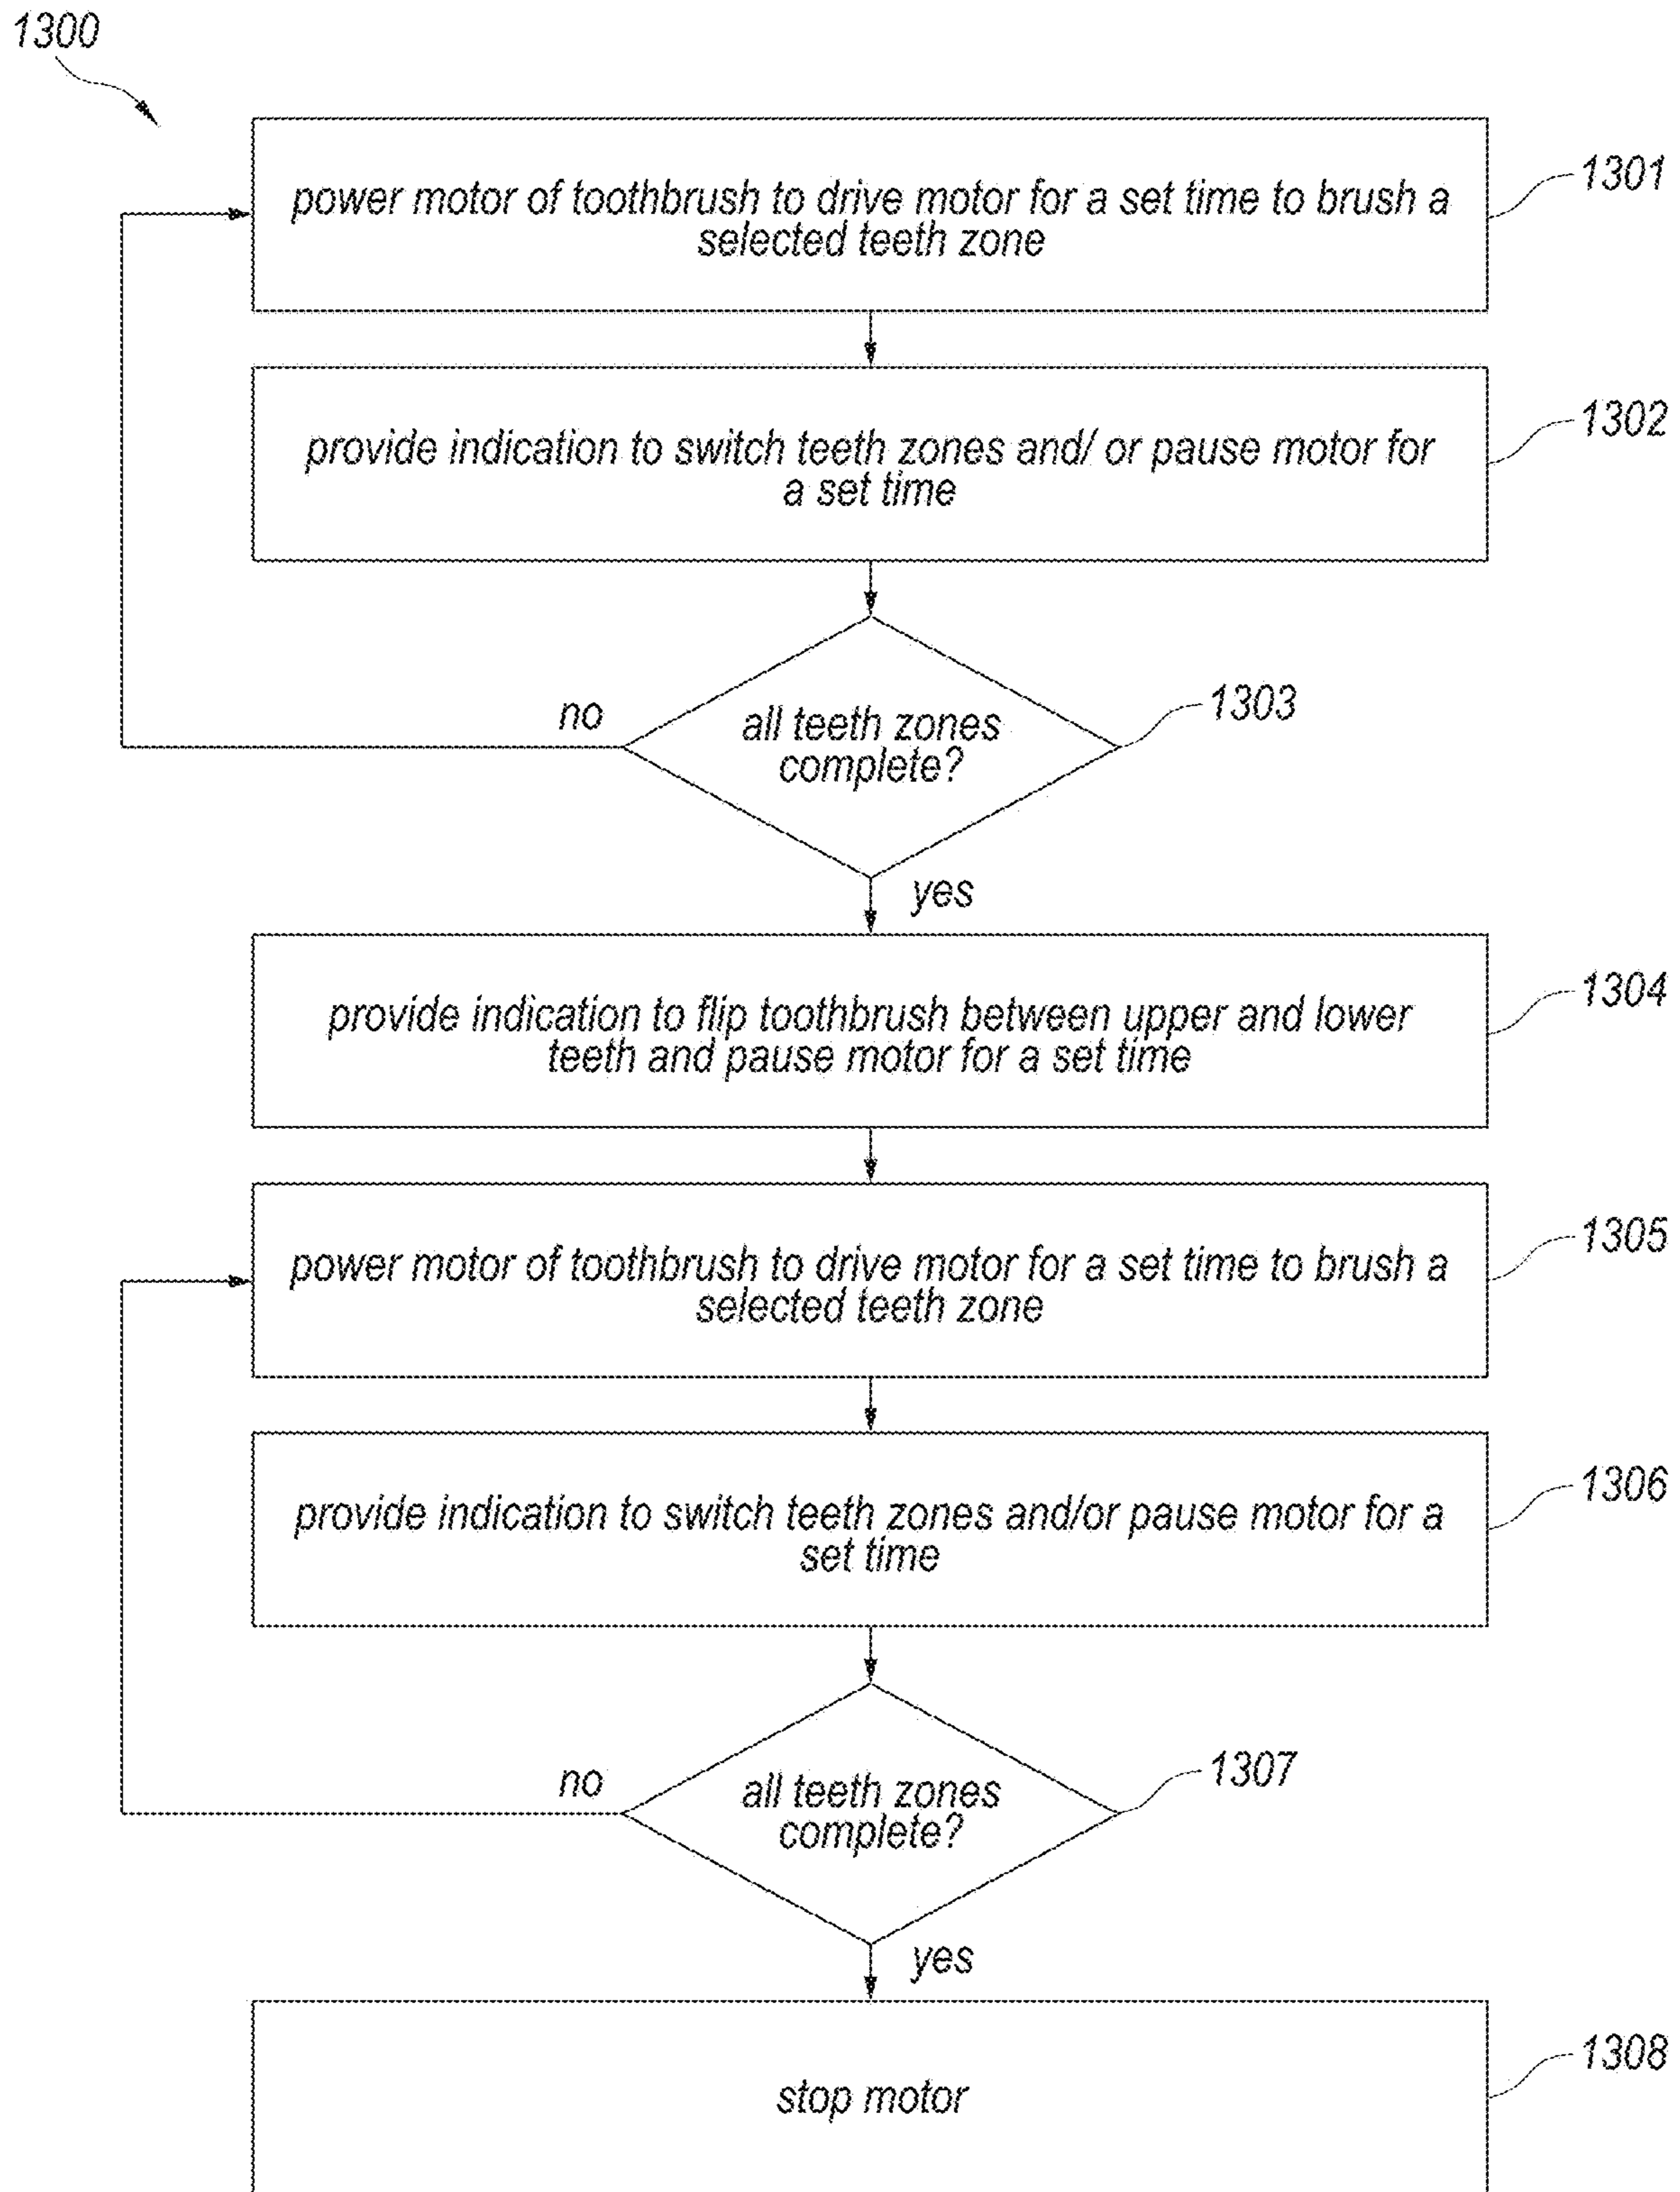 1300
power motor of toothbrush to drive motor for a set time to brush a
selected teeth zone
1301
provide indication to switch teeth zones and/ or pause motor for
a set time
1302
all teeth zones
complete?
1303
no
yes
provide indication to flip toothbrush between upper and lower
teeth and pause motor for a set time
1304
power motor of toothbrush to drive motor for a set time to brush a
selected teeth zone
1305
provide indication to switch teeth zones and/or pause motor for a
set time
1306
all teeth zones
complete?
1307
no
yes
stop motor
1308